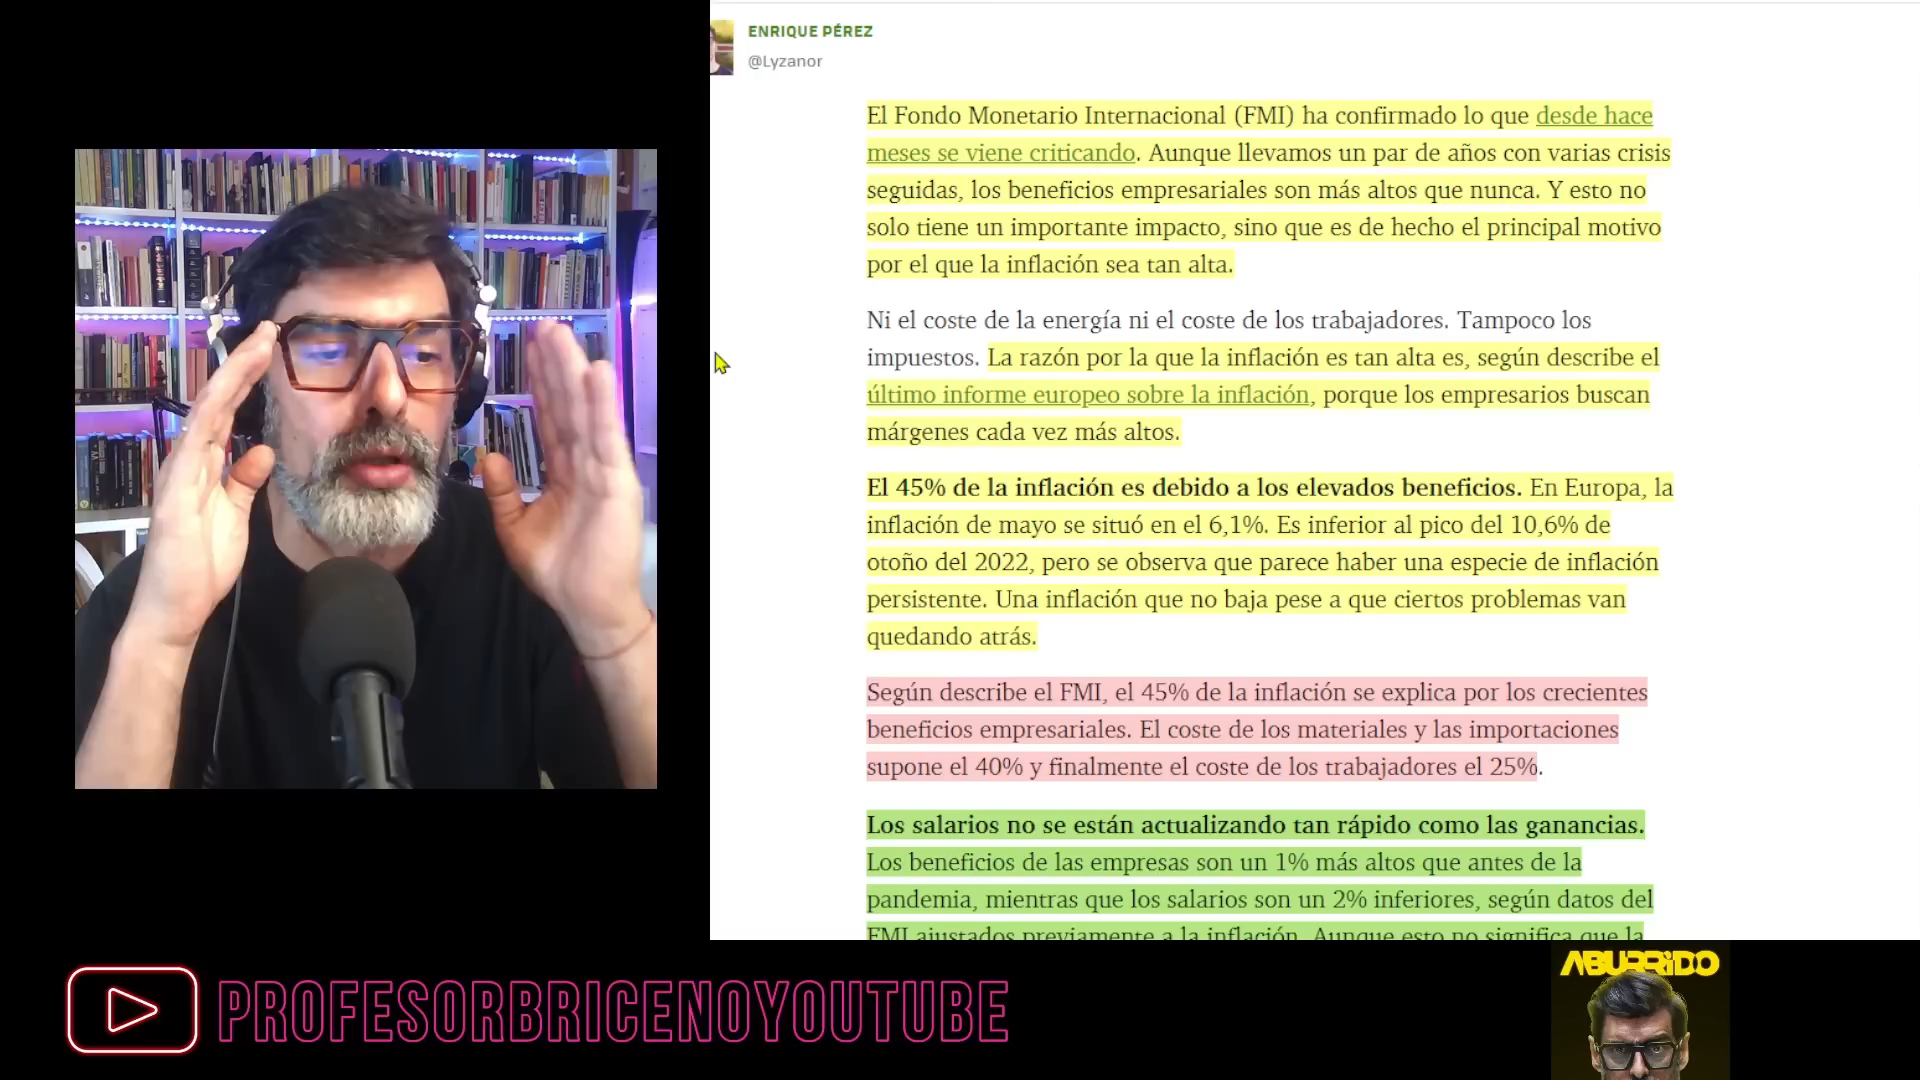 ENRIQUE PÉREZ
@Lyzanor
El Fondo Monetario Internacional (FMI) ha confirmado lo que desde hace
meses se viene criticando. Aunque llevamos un par de años con varias crisis
seguidas, los beneficios empresariales son más altos que nunca. Y esto no
solo tiene un importante impacto, sino que es de hecho el principal motivo
por el que la inflación sea tan alta.
Ni el coste de la energía ni el coste de los trabajadores. Tampoco los
impuestos. La razón por la que la inflación es tan alta es, según describe el
último informe europeo sobre la inflación, porque los empresarios buscan
márgenes cada vez más altos.
El 45% de la inflación es debido a los elevados beneficios. En Europa, la
inflación de mayo se situó en el 6,1%. Es inferior al pico del 10,6% de
otoño del 2022, pero se observa que parece haber una especie de inflación
persistente. Una inflación que no baja pese a que ciertos problemas van
quedando atrás.
Según describe el FMI, el 45% de la inflación se explica por los crecientes
beneficios empresariales. El coste de los materiales y las importaciones
supone el 40% y finalmente el coste de los trabajadores el 25%.
Los salarios no se están actualizando tan rápido como las ganancias.
Los beneficios de las empresas son un 1% más altos que antes de la
pandemia, mientras que los salarios son un 2% inferiores, según datos del
FMI ajustados previamente a la inflación. Aunque esto no significa que la
PROFESORBRICENOYOUTUBE
ABURRIDO